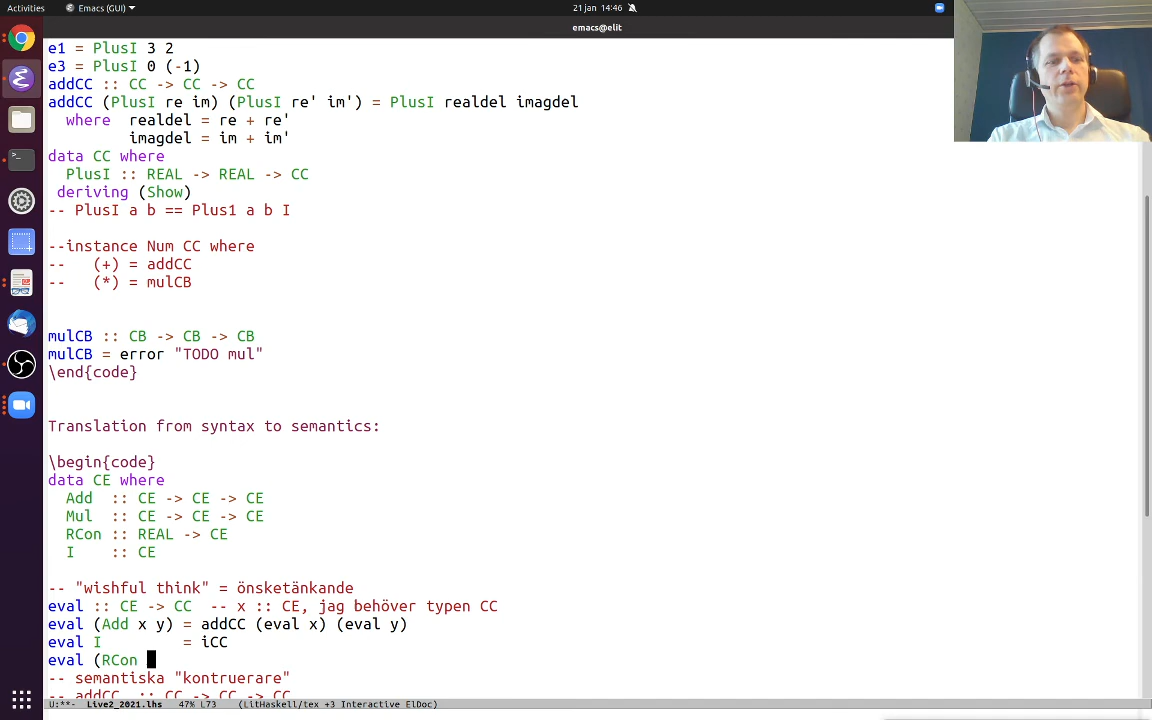 Activities
Emacs (GUI)
21 jan 14:46
emacs@elit
e1 = PlusI 3 2
e3 = PlusI 0 (-1)
addCC :: CC -> CC -> CC
addCC (PlusI re im) (PlusI re' im') = PlusI realdel imagdel
  where  realdel = re + re'
         imagdel = im + im'
data CC where
  PlusI :: REAL -> REAL -> CC
 deriving (Show)
-- PlusI a b == Plus1 a b I
--instance Num CC where
--   (+) = addCC
--   (*) = mulCB
mulCB :: CB -> CB -> CB
mulCB = error "TODO mul"
\end{code}
Translation from syntax to semantics:
\begin{code}
data CE where
  Add  :: CE -> CE -> CE
  Mul  :: CE -> CE -> CE
  RCon :: REAL -> CE
  I    :: CE
-- "wishful think" = önsketänkande
eval :: CE -> CC  -- x :: CE, jag behöver typen CC
eval (Add x y) = addCC (eval x) (eval y)
eval I         = iCC
eval (RCon
-- semantiska "kontruerare"
-- addCC  :: CC -> CC -> CC
U:**-  Live2_2021.lhs   47% L73    (LitHaskell/tex +3 Interactive ElDoc)